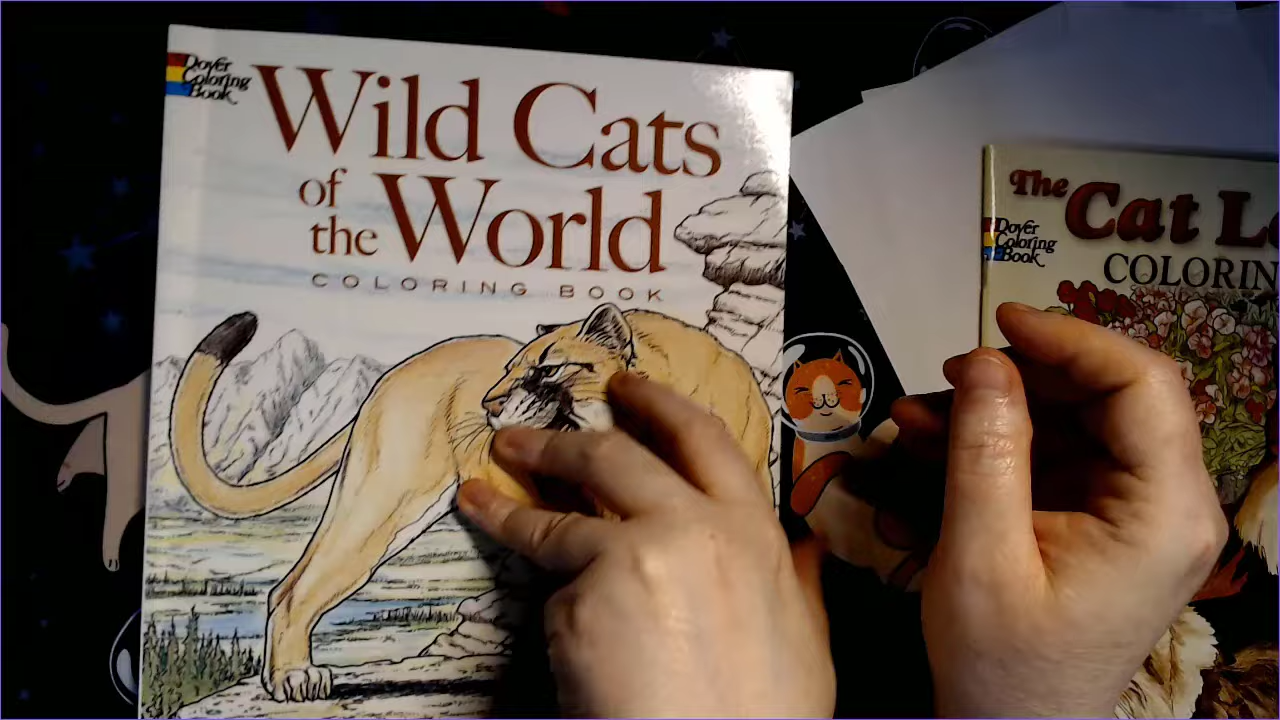 Dover
Coloring
Book
Wild Cats
of
the World
COLORING BOOK
The Cat L
Dover
Coloring
Book
COLORIN